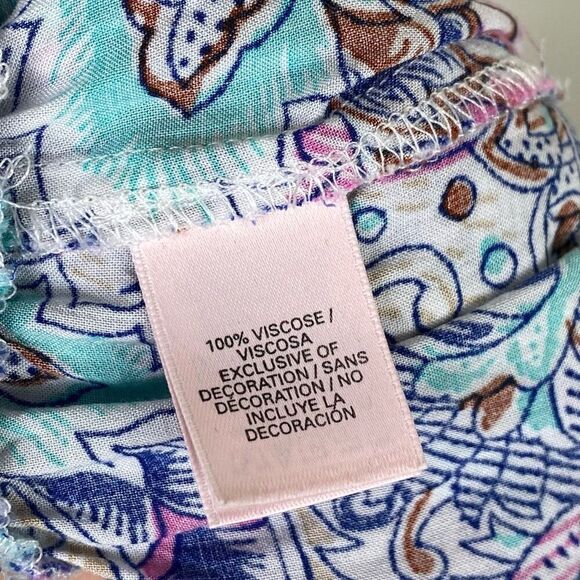 100% VISCOSE /
VISCOSA
EXCLUSIVE OF
DECORATION / SANS
DÉCORATION / NO
INCLUYE LA
DECORACIÓN